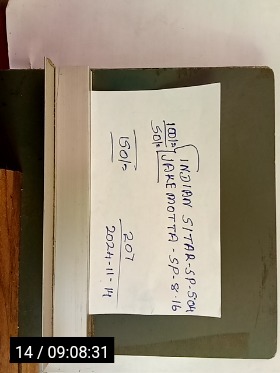 100/= INDIAN SITAR-SP-504
50/= JAKE MOTTA - SP-8.16
150/=
207
2024-11-14
14 / 09:08:31